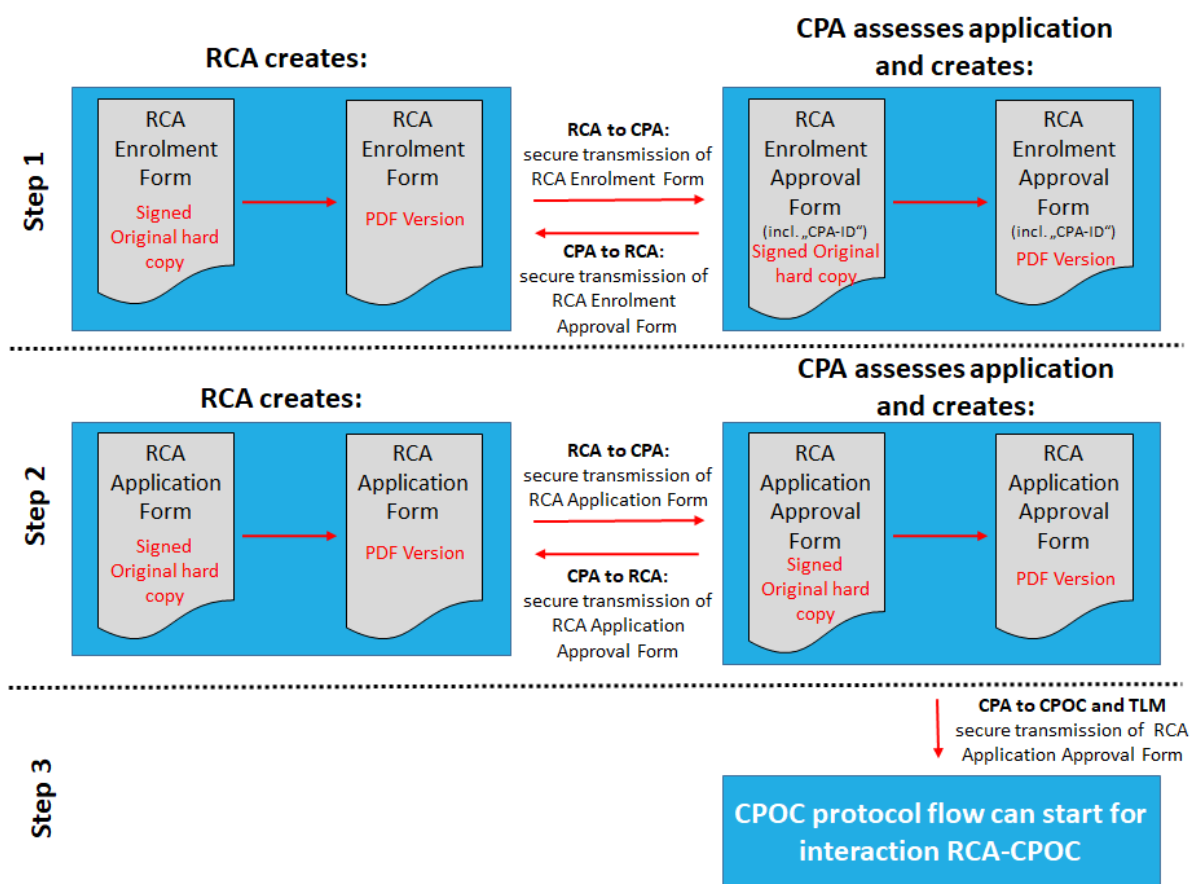 RCA creates:
CPA assesses application
and creates:
Step 1
RCA
Enrolment
Form
Signed
Original hard
copy
RCA
Enrolment
Form
PDF Version
RCA to CPA:
secure transmission of
RCA Enrolment Form
CPA to RCA:
secure transmission of
RCA Enrolment
Approval Form
RCA
Enrolment
Approval
Form
(incl. „CPA-ID“)
Signed Original
hard copy
RCA
Enrolment
Approval
Form
(incl. „CPA-ID“)
PDF Version
RCA creates:
CPA assesses application
and creates:
Step 2
RCA
Application
Form
Signed
Original hard
copy
RCA
Application
Form
PDF Version
RCA to CPA:
secure transmission of
RCA Application Form
CPA to RCA:
secure transmission of
RCA Application
Approval Form
RCA
Application
Approval
Form
Signed
Original hard
copy
RCA
Application
Approval
Form
PDF Version
Step 3
CPA to CPOC and TLM
secure transmission of RCA
Application Approval Form
CPOC protocol flow can start for
interaction RCA-CPOC